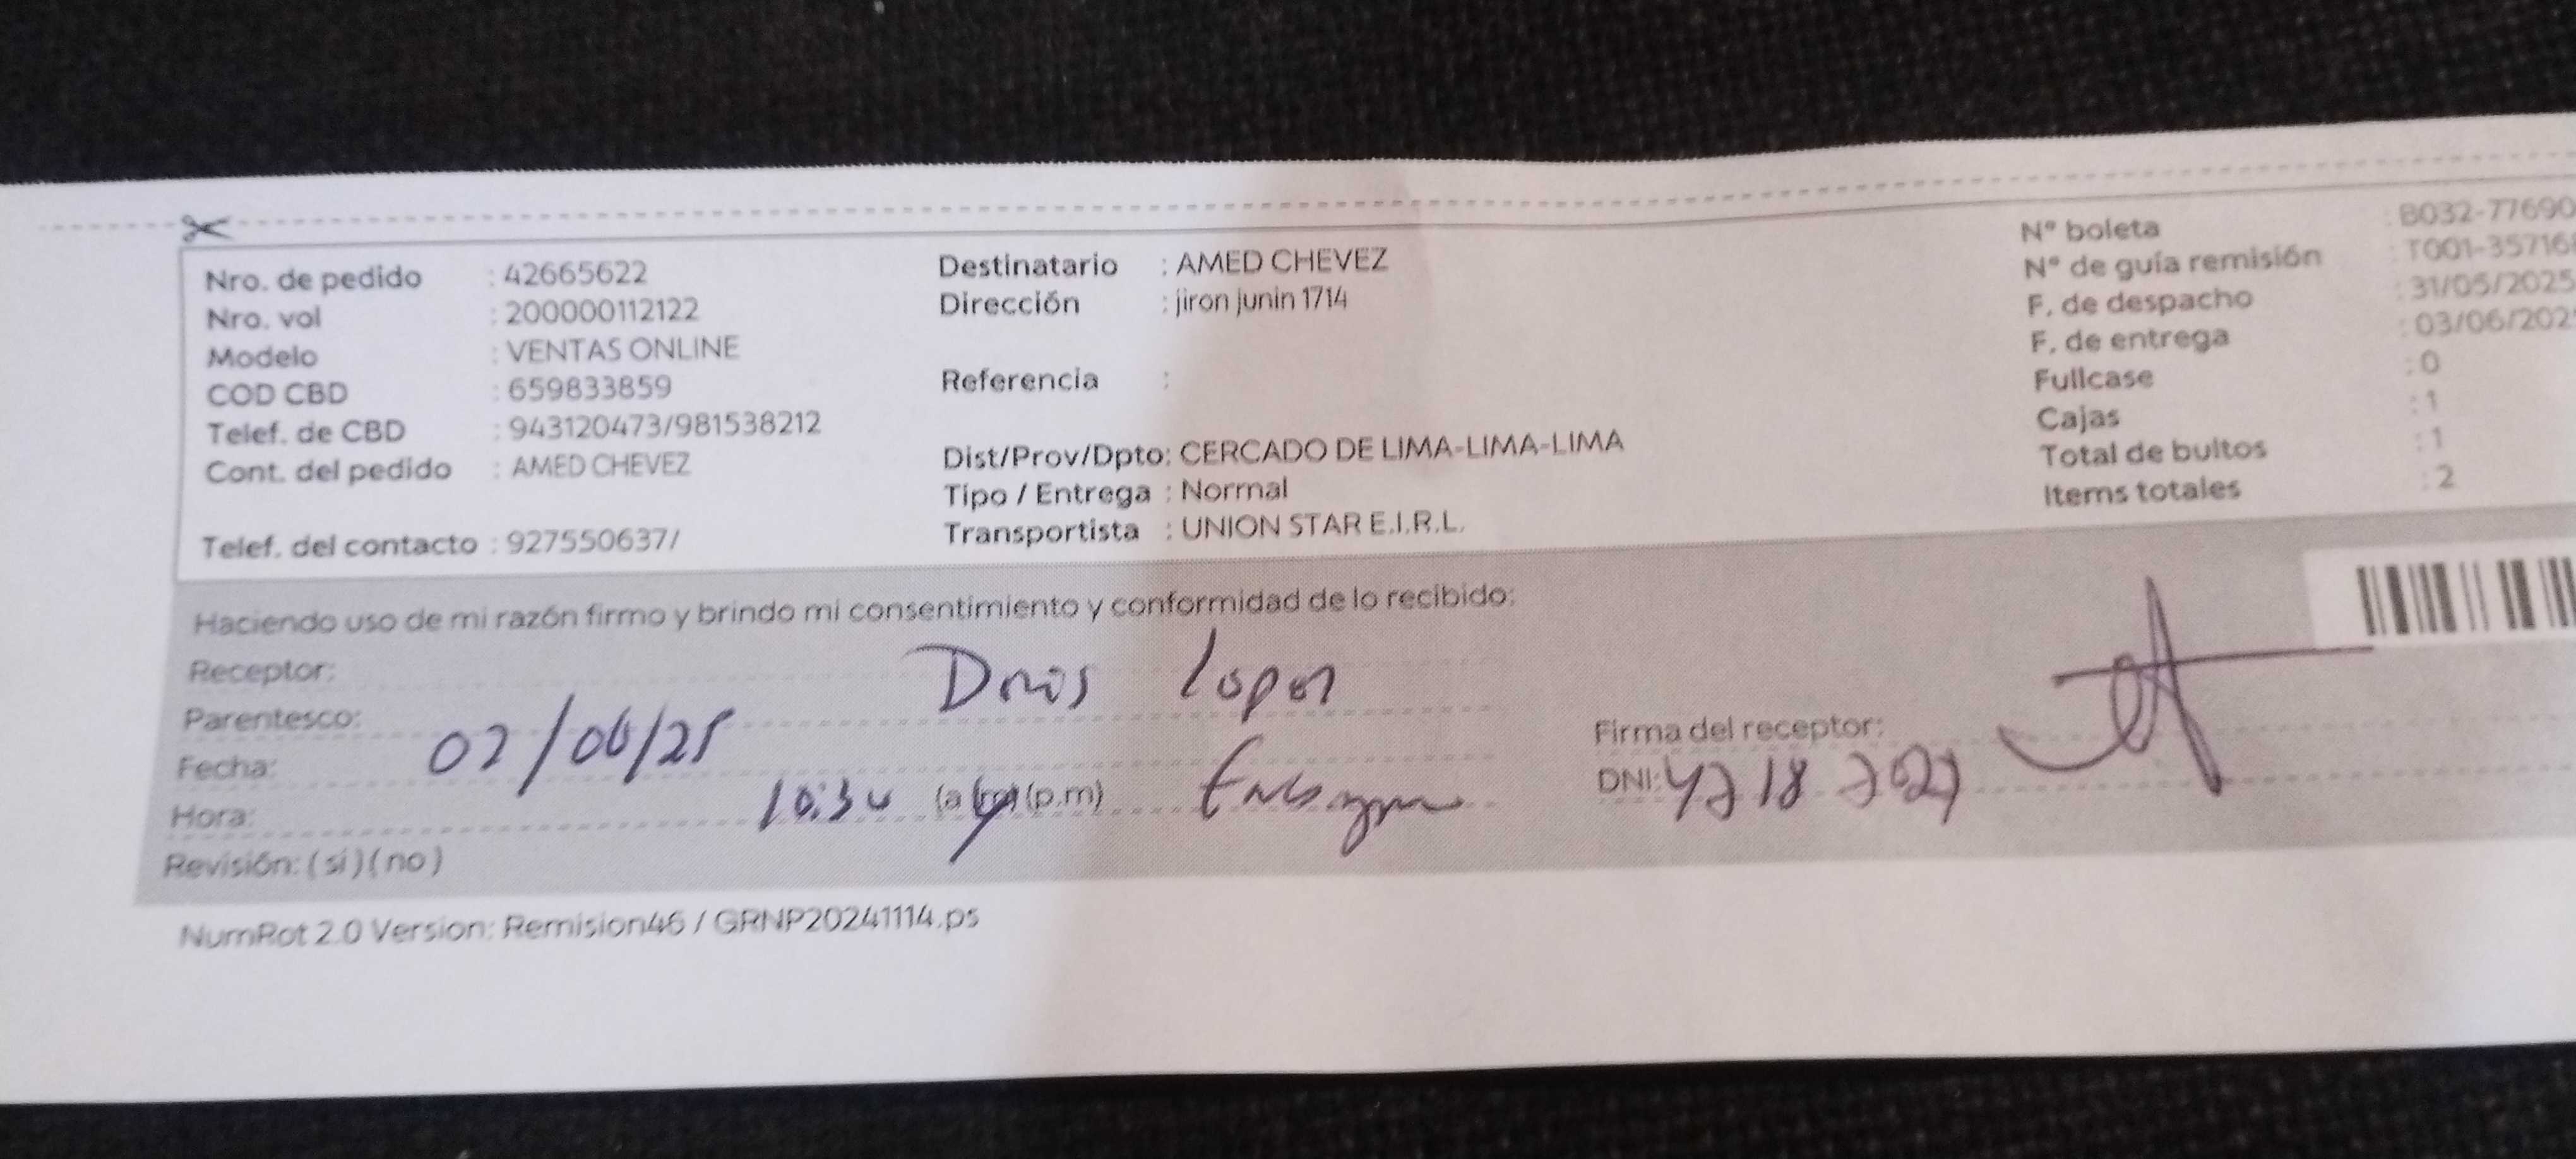 Nro. de pedido : 42665622
Nro. vol : 200000112122
Modelo : VENTAS ONLINE
COD CBD : 659833859
Telef. de CBD : 943120473/981538212
Cont. del pedido : AMED CHEVEZ
Telef. del contacto : 927550637/
Destinatario : AMED CHEVEZ
Dirección : jiron junin 1714
Referencia :
Dist/Prov/Dpto: CERCADO DE LIMA-LIMA-LIMA
Tipo / Entrega : Normal
Transportista : UNION STAR E.I.R.L.
N° boleta : B032-77690
N° de guía remisión : T001-35716
F. de despacho : 31/05/2025
F. de entrega : 03/06/202
Fullcase : 0
Cajas : 1
Total de bultos : 1
Items totales : 2
Haciendo uso de mi razón firmo y brindo mi consentimiento y conformidad de lo recibido:
Receptor:
Parentesco:
Fecha: 02/06/25
Hora: 10:30 (a.m) (p.m)
Revisión: (si) (no)
Firma del receptor:
DNI:
NumRot 2.0 Version: Remision46 / GRNP20241114.ps